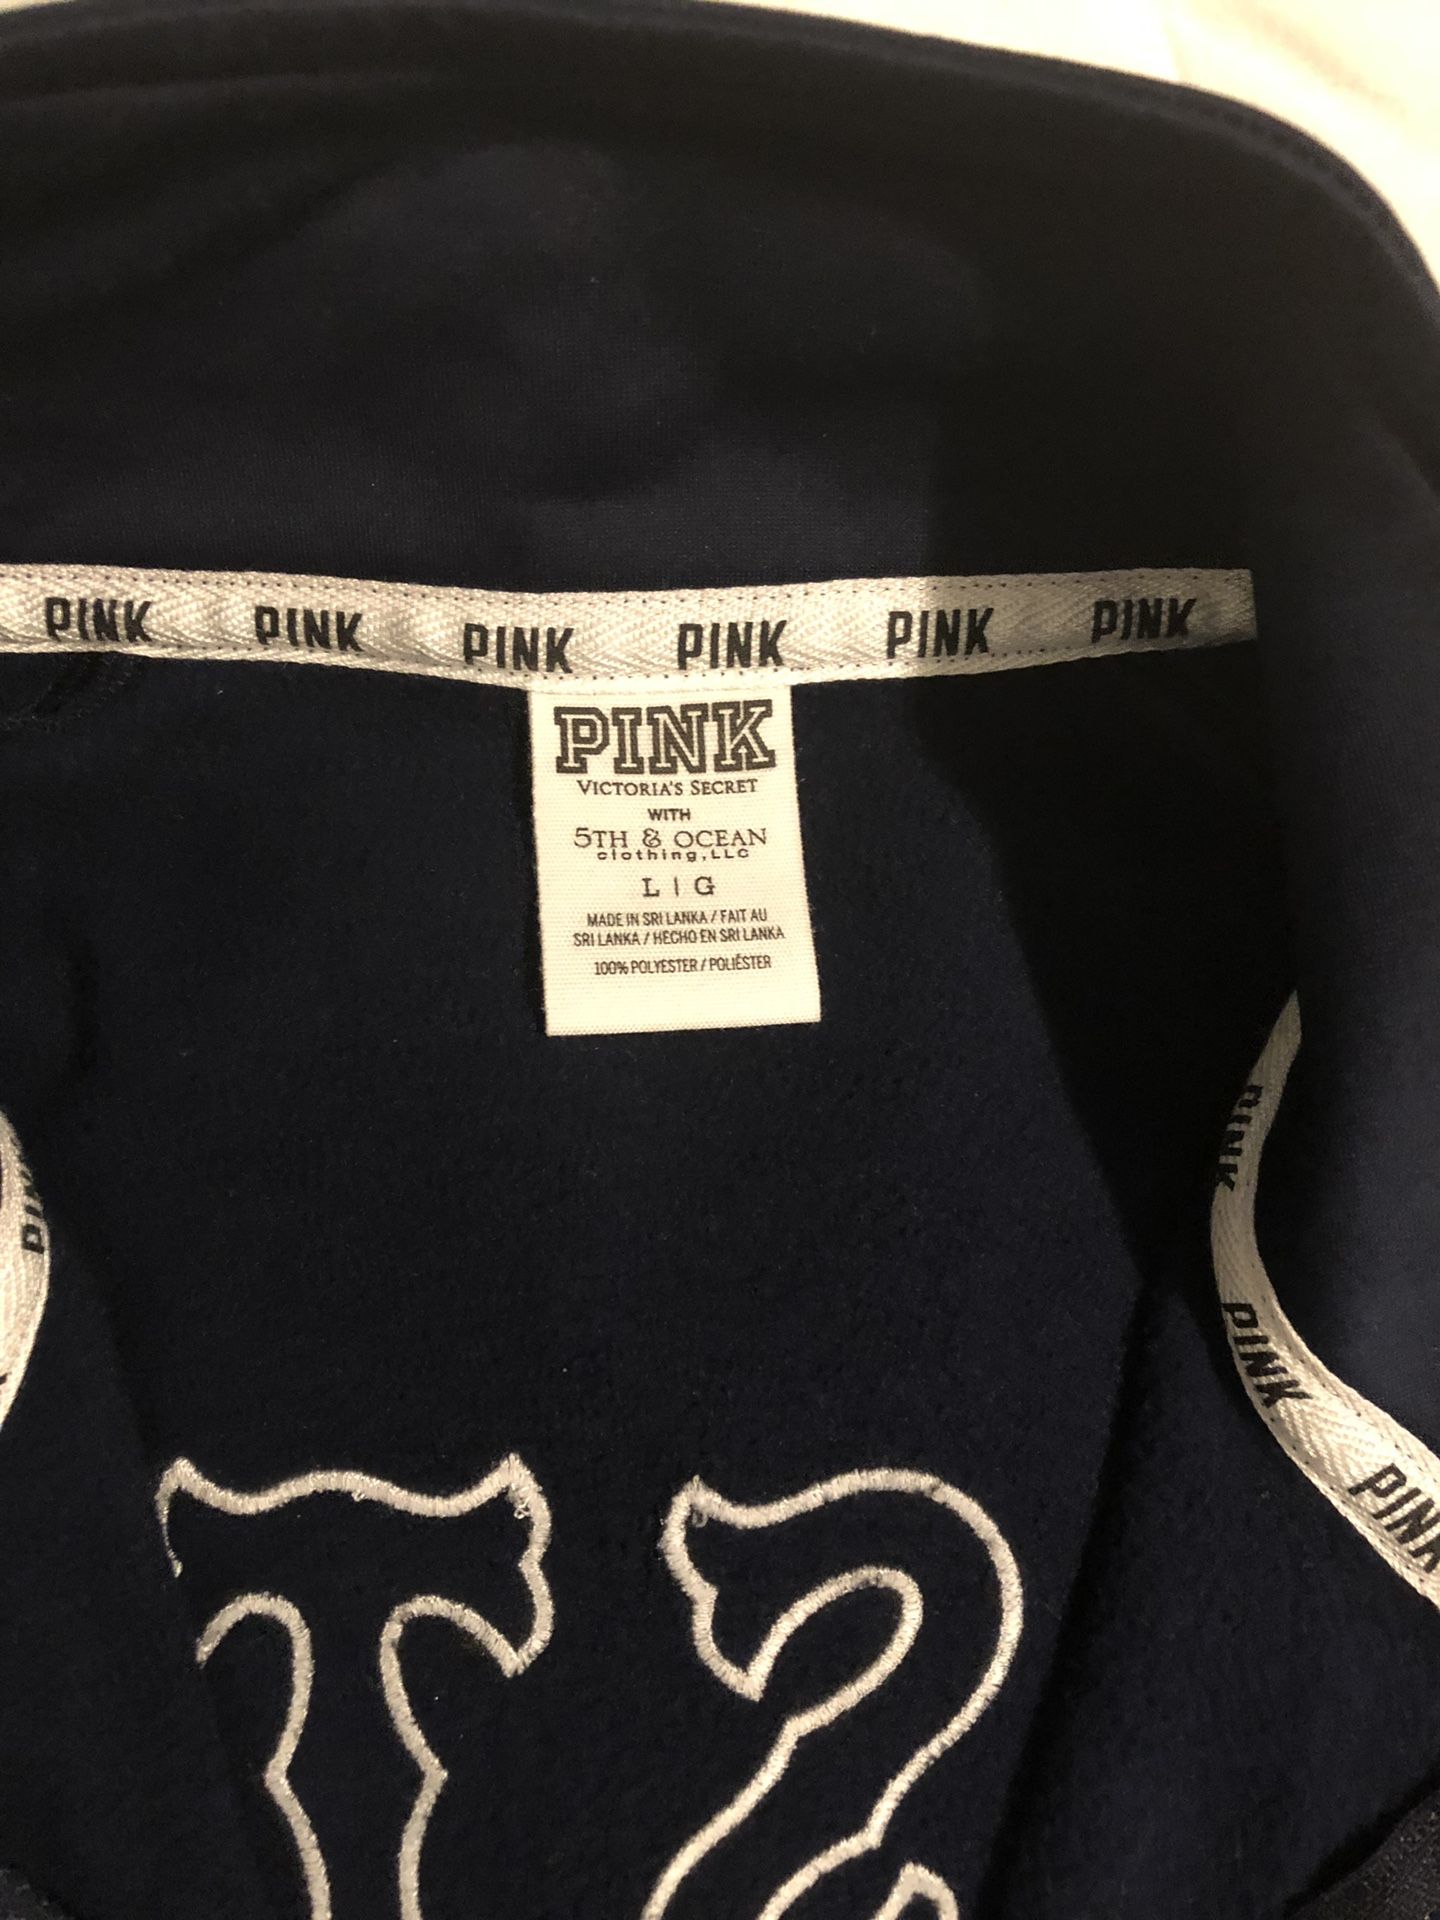 PINK PINK PINK PINK PINK PINK
PINK
VICTORIA'S SECRET
WITH
5TH & OCEAN
clothing, LLC
L | G
MADE IN SRI LANKA / FAIT AU
SRI LANKA / HECHO EN SRI LANKA
100% POLYESTER / POLIÉSTER
PINK
PINK
PINK